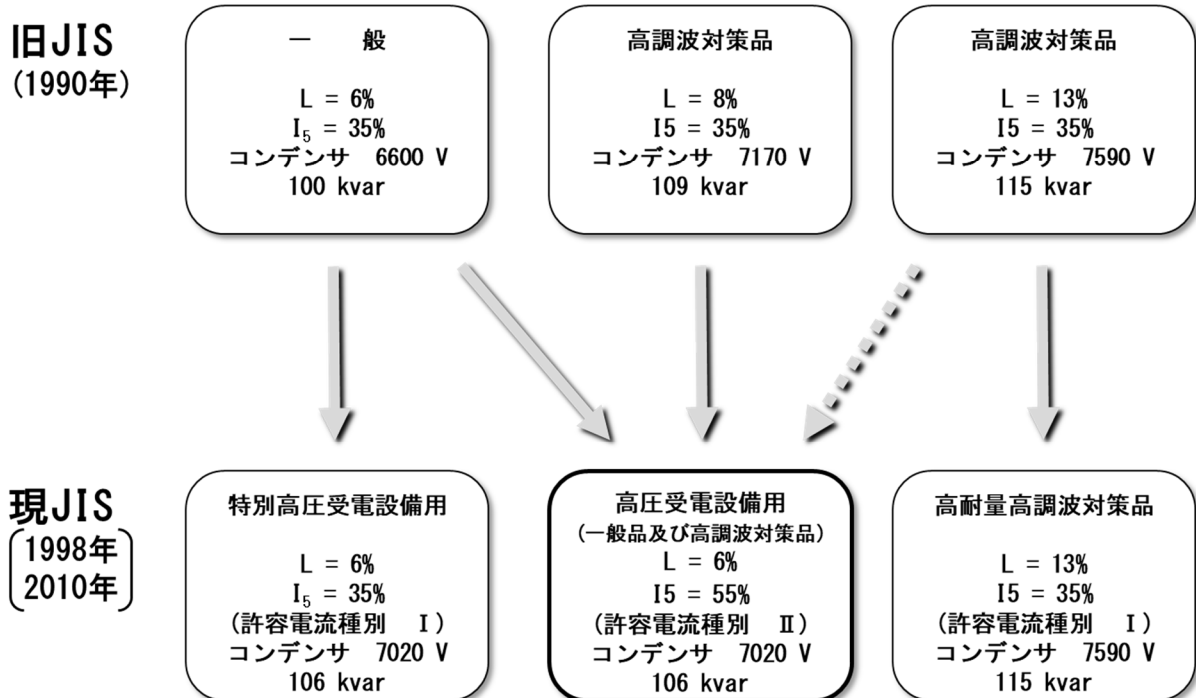 旧JIS
(1990年)
一　般
L = 6%
I₅ = 35%
コンデンサ 6600 V
100 kvar
高調波対策品
L = 8%
I5 = 35%
コンデンサ 7170 V
109 kvar
高調波対策品
L = 13%
I5 = 35%
コンデンサ 7590 V
115 kvar
現JIS
1998年
2010年
特別高圧受電設備用
L = 6%
I₅ = 35%
(許容電流種別 Ⅰ)
コンデンサ 7020 V
106 kvar
高圧受電設備用
(一般品及び高調波対策品)
L = 6%
I5 = 55%
(許容電流種別 Ⅱ)
コンデンサ 7020 V
106 kvar
高耐量高調波対策品
L = 13%
I5 = 35%
(許容電流種別 Ⅰ)
コンデンサ 7590 V
115 kvar